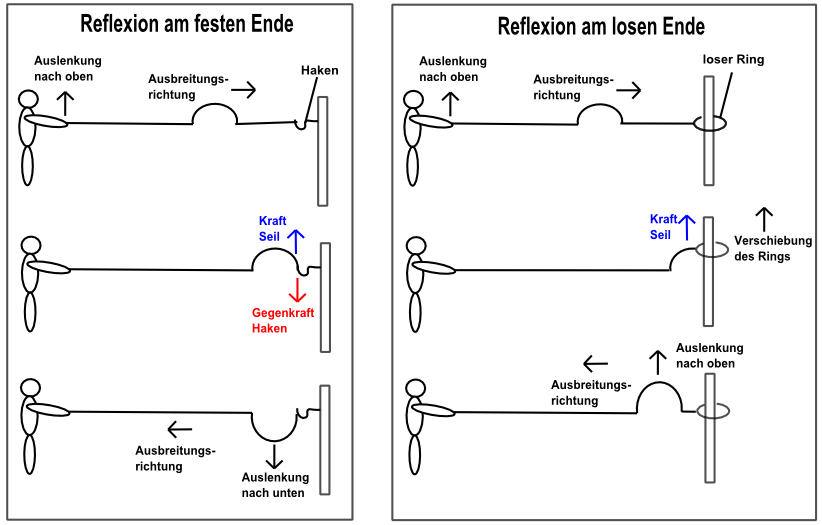 Reflexion am festen Ende
Auslenkung
nach oben
Ausbreitungs-
richtung
Haken
Kraft
Seil
Gegenkraft
Haken
Ausbreitungs-
richtung
Auslenkung
nach unten
Reflexion am losen Ende
Auslenkung
nach oben
Ausbreitungs-
richtung
loser Ring
Kraft
Seil
Verschiebung
des Rings
Auslenkung
nach oben
Ausbreitungs-
richtung